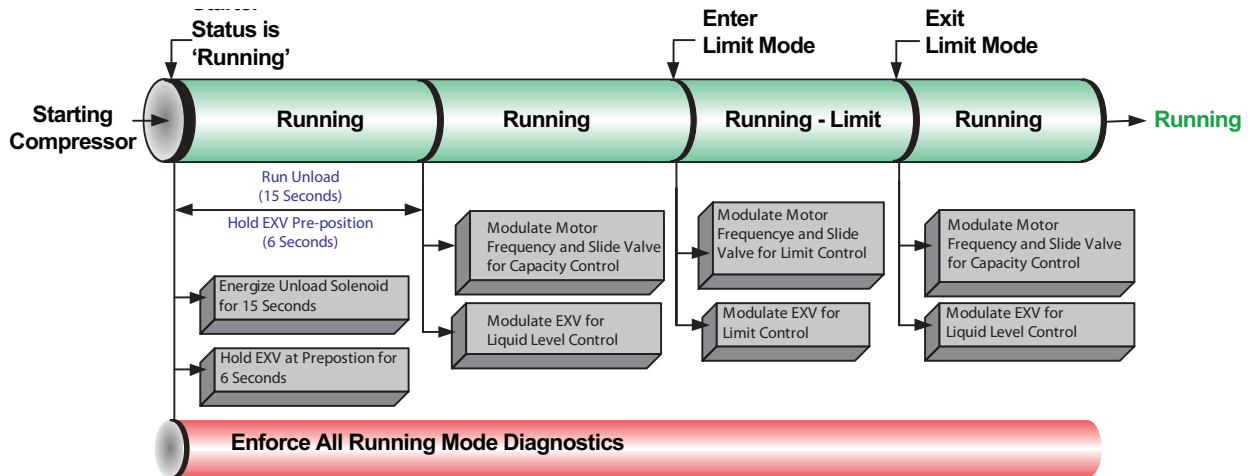 Status is
‘Running’
Enter
Limit Mode
Exit
Limit Mode
Starting
Compressor
Running
Running
Running - Limit
Running
Running
Run Unload
(15 Seconds)
Hold EXV Pre-position
(6 Seconds)
Energize Unload Solenoid
for 15 Seconds
Hold EXV at Prepostion for
6 Seconds
Modulate Motor
Frequency and Slide Valve
for Capacity Control
Modulate EXV for
Liquid Level Control
Modulate Motor
Frequencye and Slide
Valve for Limit Control
Modulate EXV for
Limit Control
Modulate Motor
Frequency and Slide Valve
for Capacity Control
Modulate EXV for
Liquid Level Control
Enforce All Running Mode Diagnostics